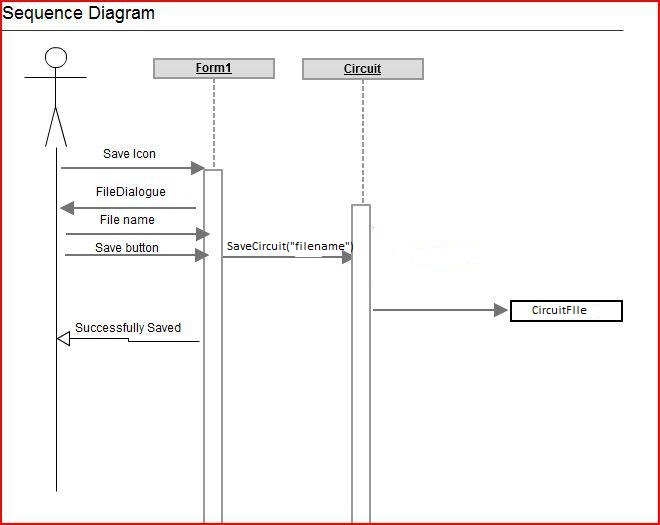 Sequence Diagram
Form1
Circuit
Save Icon
FileDialogue
File name
Save button
SaveCircuit("filename")
CircuitFIle
Successfully Saved